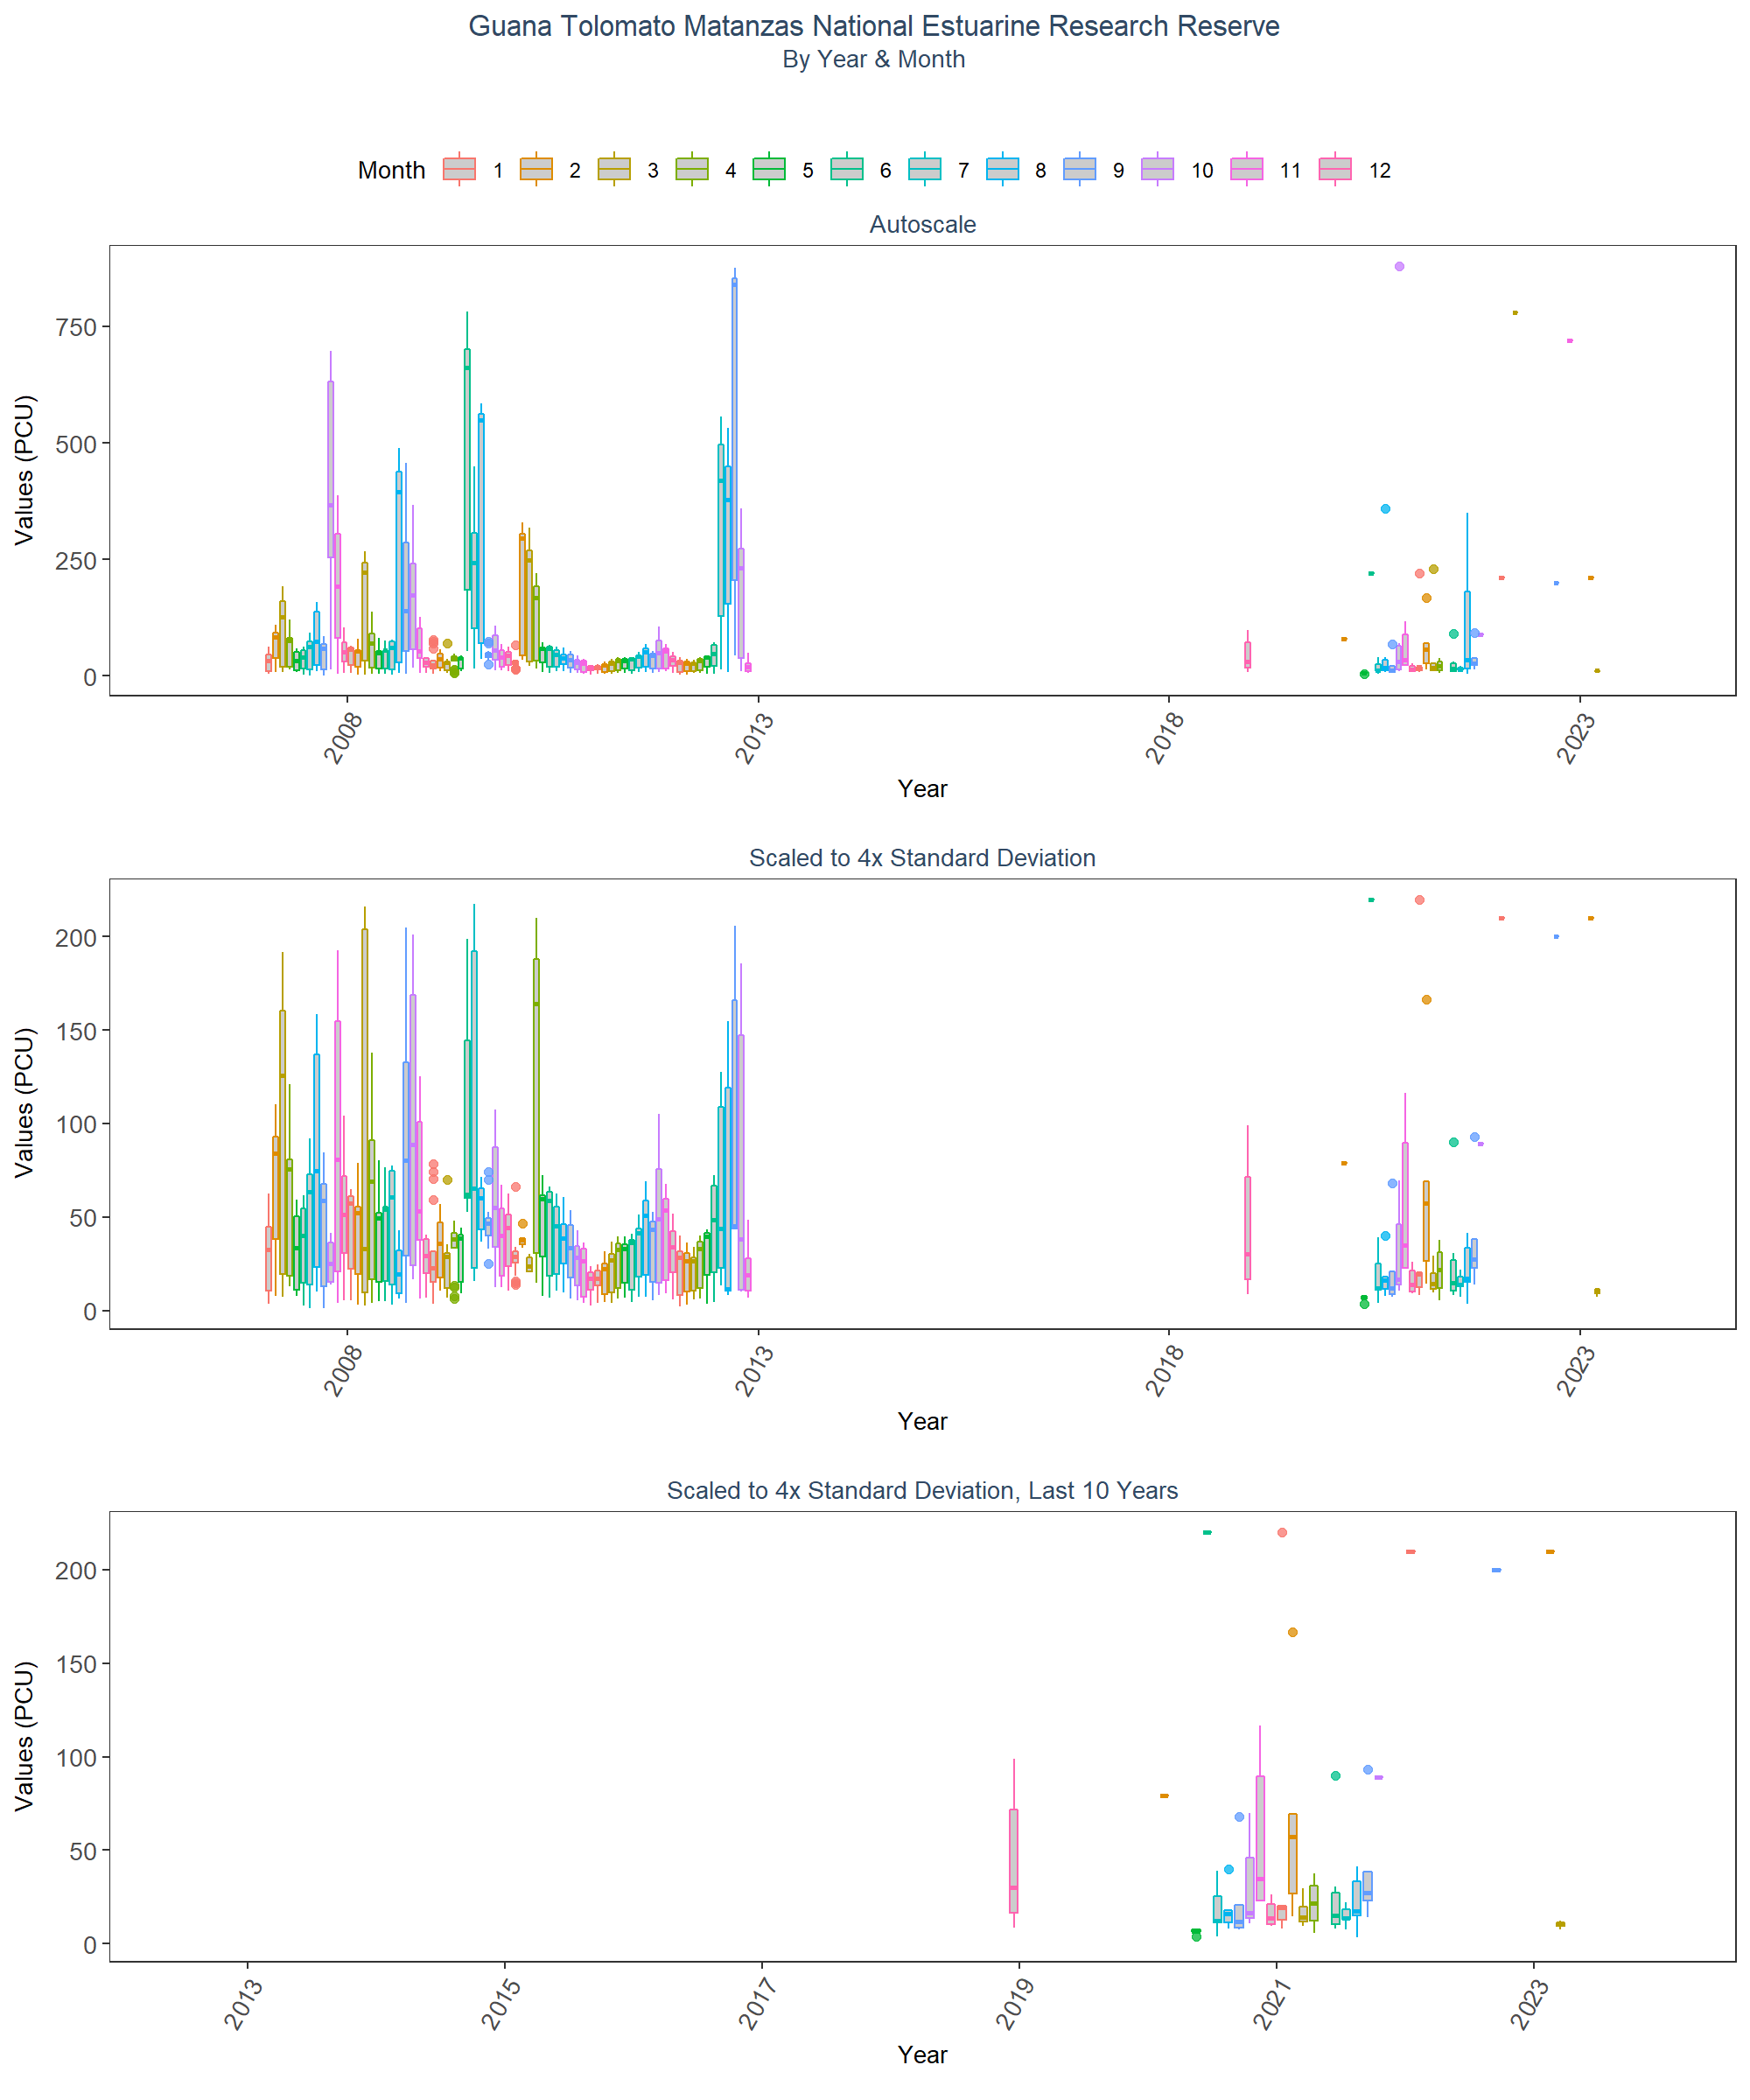 Guana Tolomato Matanzas National Estuarine Research Reserve
By Year & Month
Month 1 2 3 4 5 6 7 8 9 10 11 12
Autoscale
Values (PCU)
750
500
250
0
2008 2013 2018 2023
Year
Scaled to 4x Standard Deviation
Values (PCU)
200
150
100
50
0
2008 2013 2018 2023
Year
Scaled to 4x Standard Deviation, Last 10 Years
Values (PCU)
200
150
100
50
0
2013 2015 2017 2019 2021 2023
Year